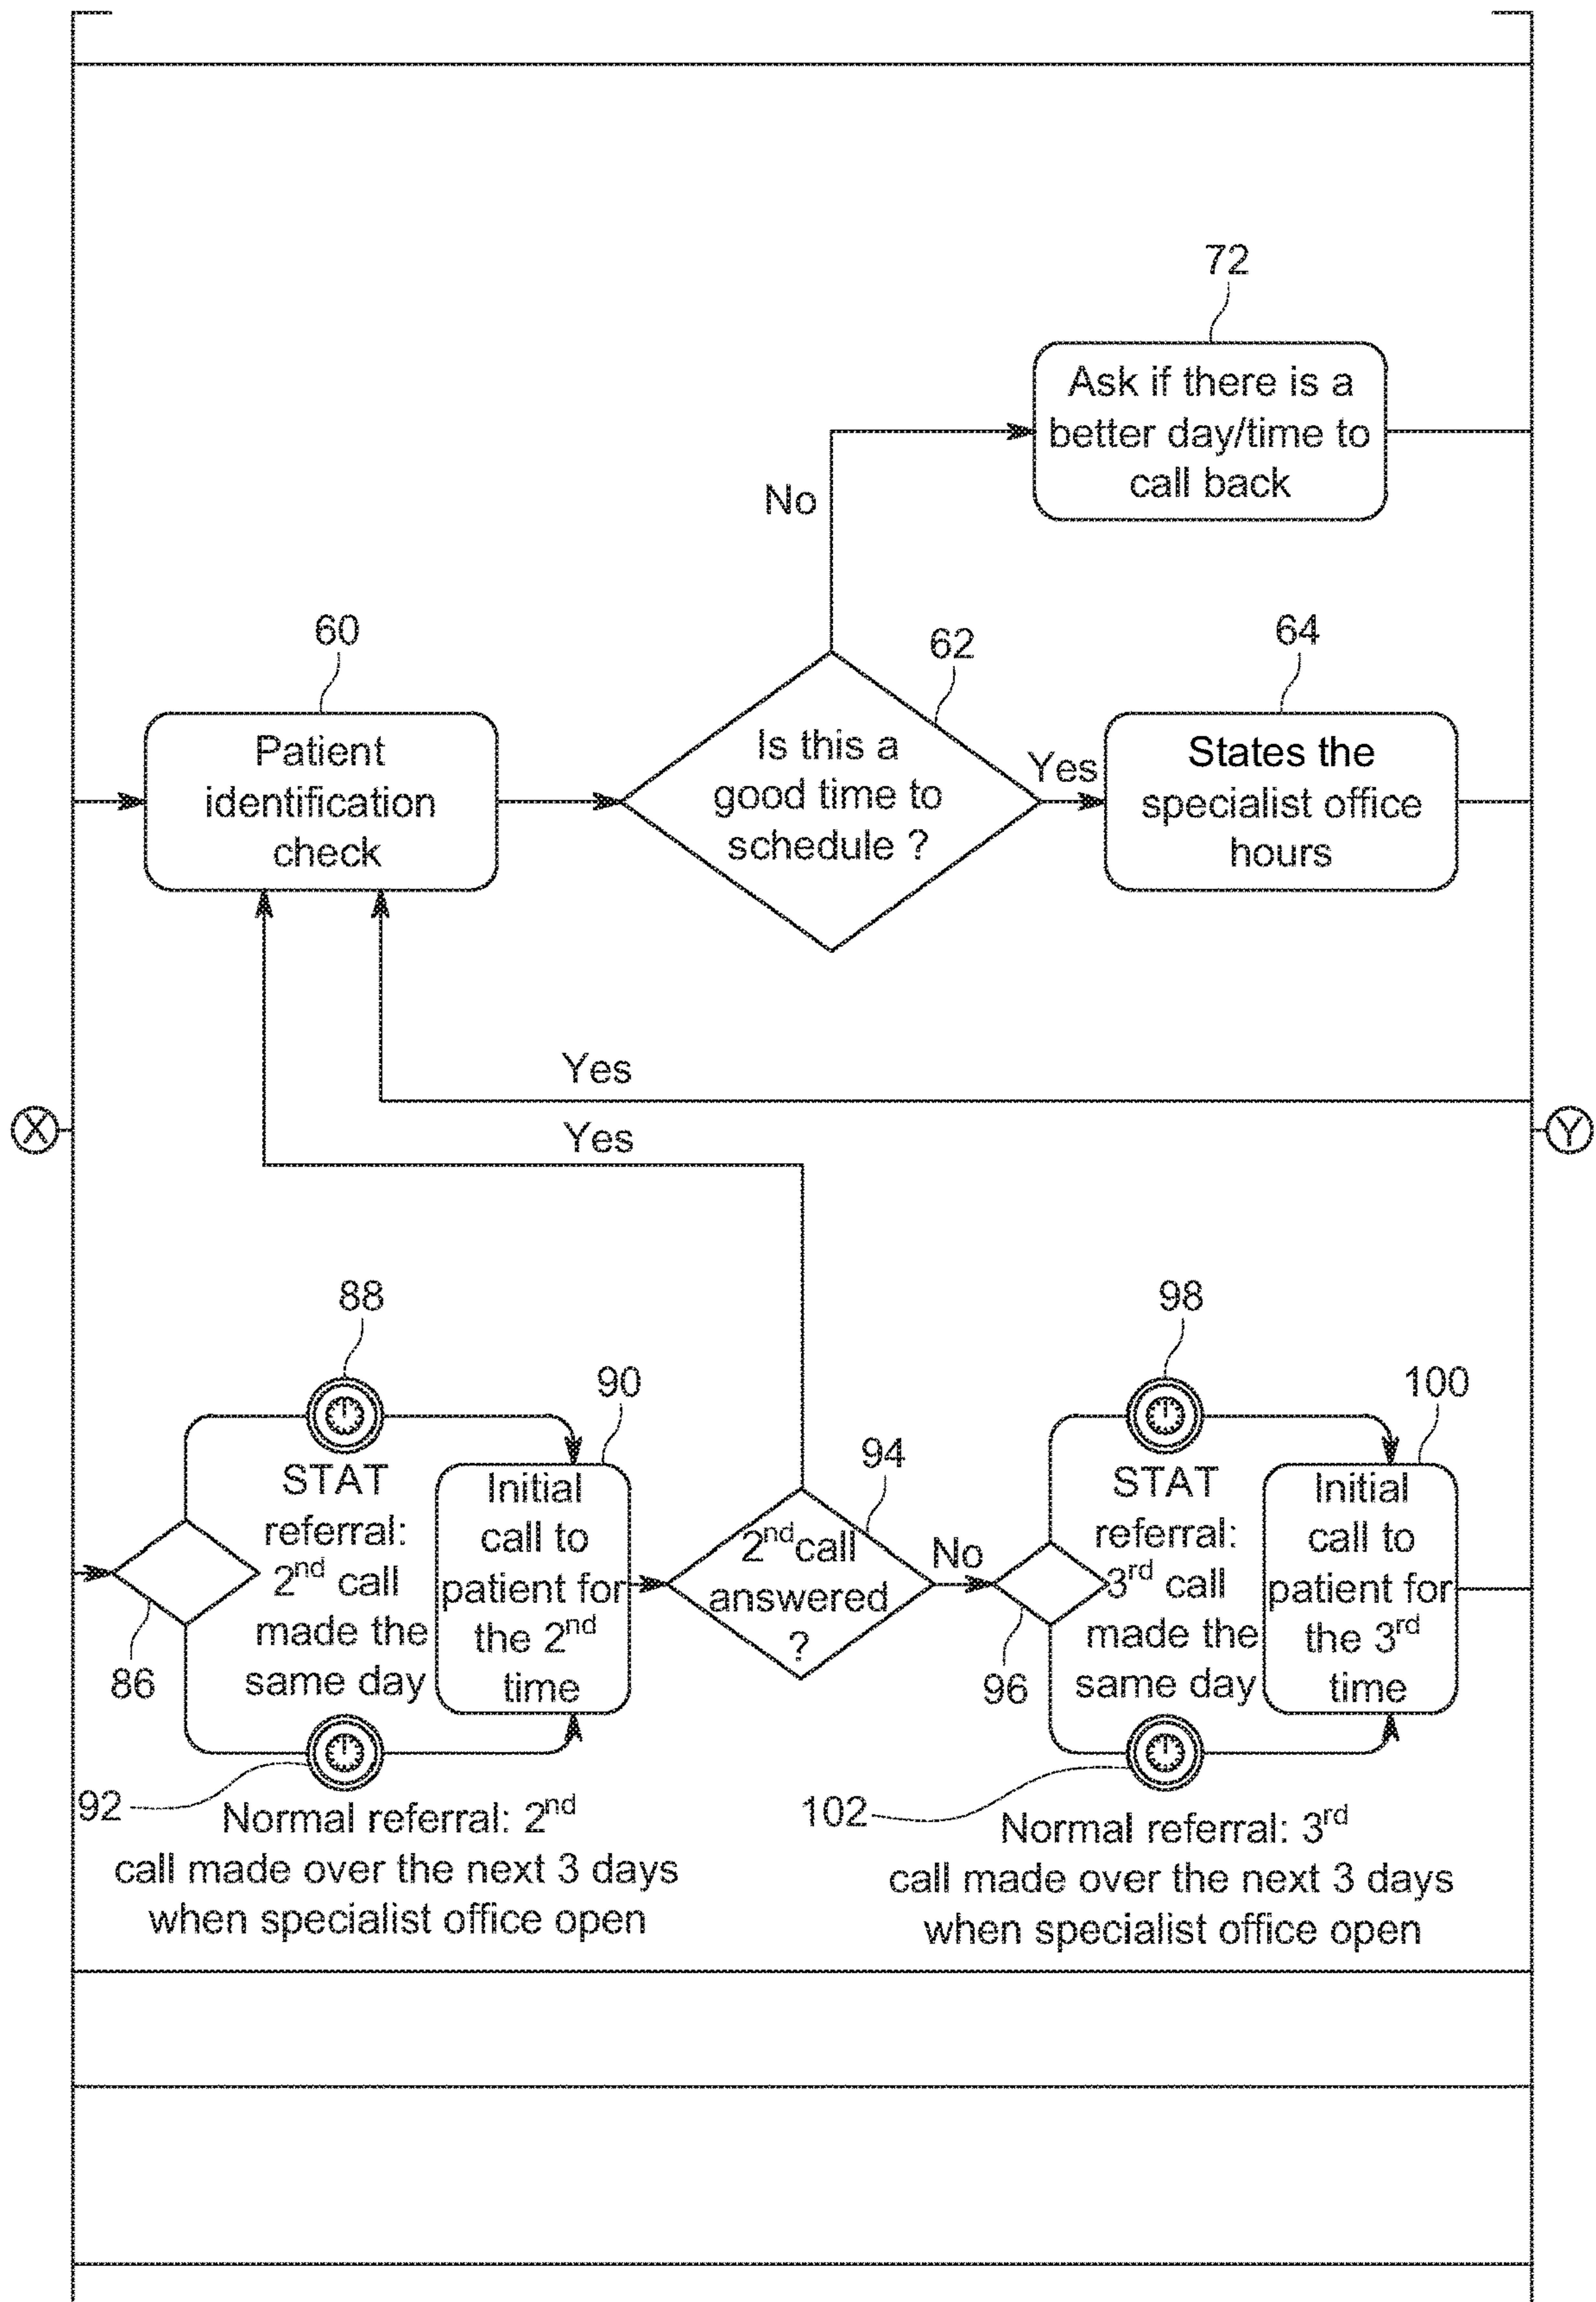 72
Ask if there is a
better day/time to
call back
No
60
62
64
Patient
identification
check
Is this a
good time to
schedule ?
Yes
States the
specialist office
hours
Yes
X
Yes
Y
88
90
STAT
referral:
2nd call
made the
same day
Initial
call to
patient for
the 2nd
time
86
92
Normal referral: 2nd
call made over the next 3 days
when specialist office open
94
2nd call
answered
?
No
98
100
STAT
referral:
3rd call
made the
same day
Initial
call to
patient for
the 3rd
time
96
102
Normal referral: 3rd
call made over the next 3 days
when specialist office open